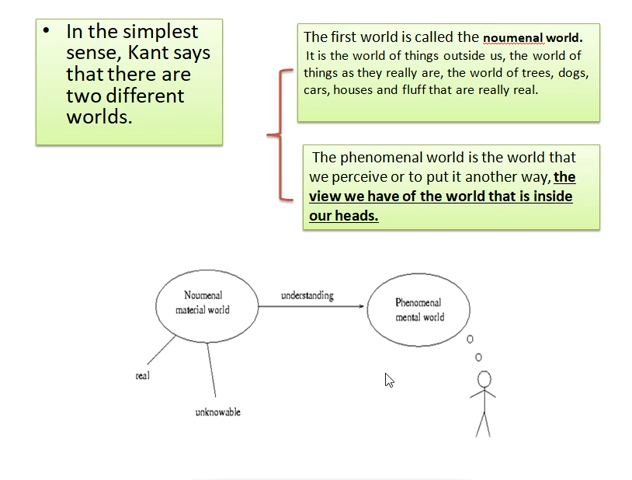 • In the simplest
sense, Kant says
that there are
two different
worlds.
The first world is called the noumenal world.
It is the world of things outside us, the world of
things as they really are, the world of trees, dogs,
cars, houses and fluff that are really real.
The phenomenal world is the world that
we perceive or to put it another way, the
view we have of the world that is inside
our heads.
Noumenal
material world
understanding
Phenomenal
mental world
real
unknowable